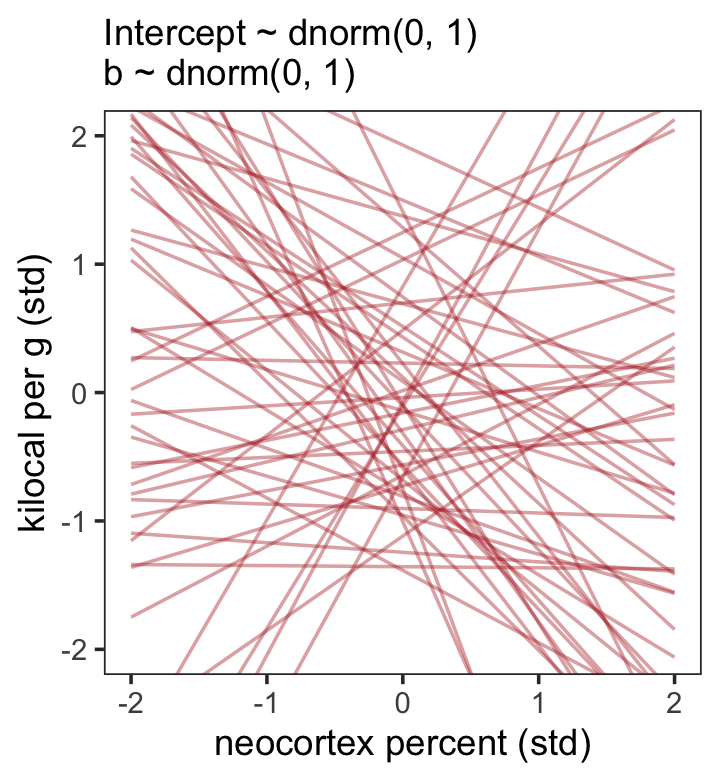 Intercept ~ dnorm(0, 1)
b ~ dnorm(0, 1)
kilocal per g (std)
2
1
0
-1
-2
-2 -1 0 1 2
neocortex percent (std)